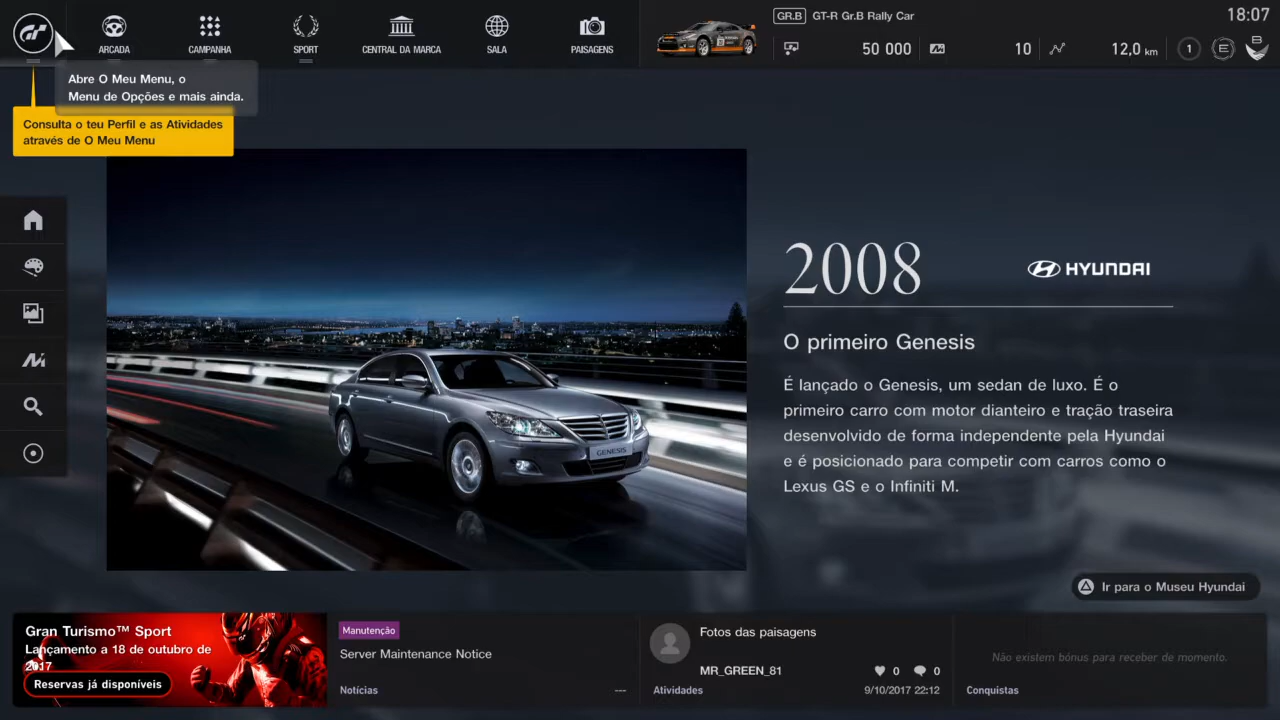 GT
ARCADA
CAMPANHA
SPORT
CENTRAL DA MARCA
SALA
PAISAGENS
GR.B GT-R Gr.B Rally Car
50 000
10
12,0 km
1
E
B
18:07
Abre O Meu Menu, o
Menu de Opções e mais ainda.
Consulta o teu Perfil e as Atividades
através de O Meu Menu
GENESIS
2008
HYUNDAI
O primeiro Genesis
É lançado o Genesis, um sedan de luxo. É o
primeiro carro com motor dianteiro e tração traseira
desenvolvido de forma independente pela Hyundai
e é posicionado para competir com carros como o
Lexus GS e o Infiniti M.
Ir para o Museu Hyundai
Gran Turismo™ Sport
Lançamento a 18 de outubro de
2017
Reservas já disponíveis
Manutenção
Server Maintenance Notice
Notícias
---
Fotos das paisagens
MR_GREEN_81
0
0
Atividades
9/10/2017 22:12
Não existem bónus para receber de momento.
Conquistas